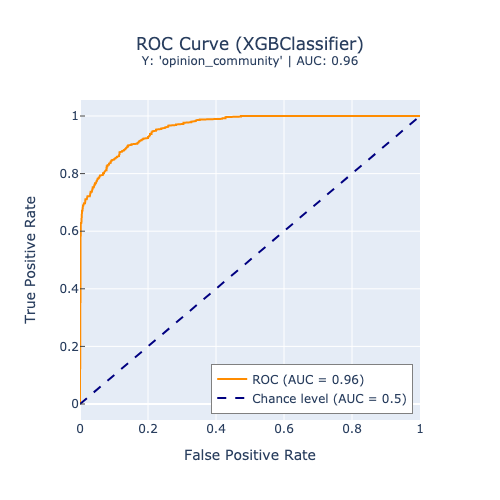 ROC Curve (XGBClassifier)
Y: 'opinion_community' | AUC: 0.96
1
0.8
0.6
0.4
0.2
0
True Positive Rate
ROC (AUC = 0.96)
Chance level (AUC = 0.5)
0 0.2 0.4 0.6 0.8 1
False Positive Rate